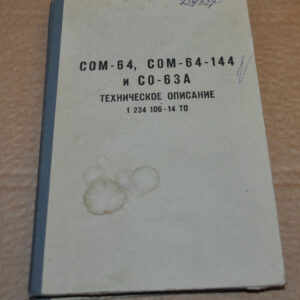 СОМ-64, СОМ-64-144
и СО-63А
ТЕХНИЧЕСКОЕ ОПИСАНИЕ
1 234 106-14 ТО